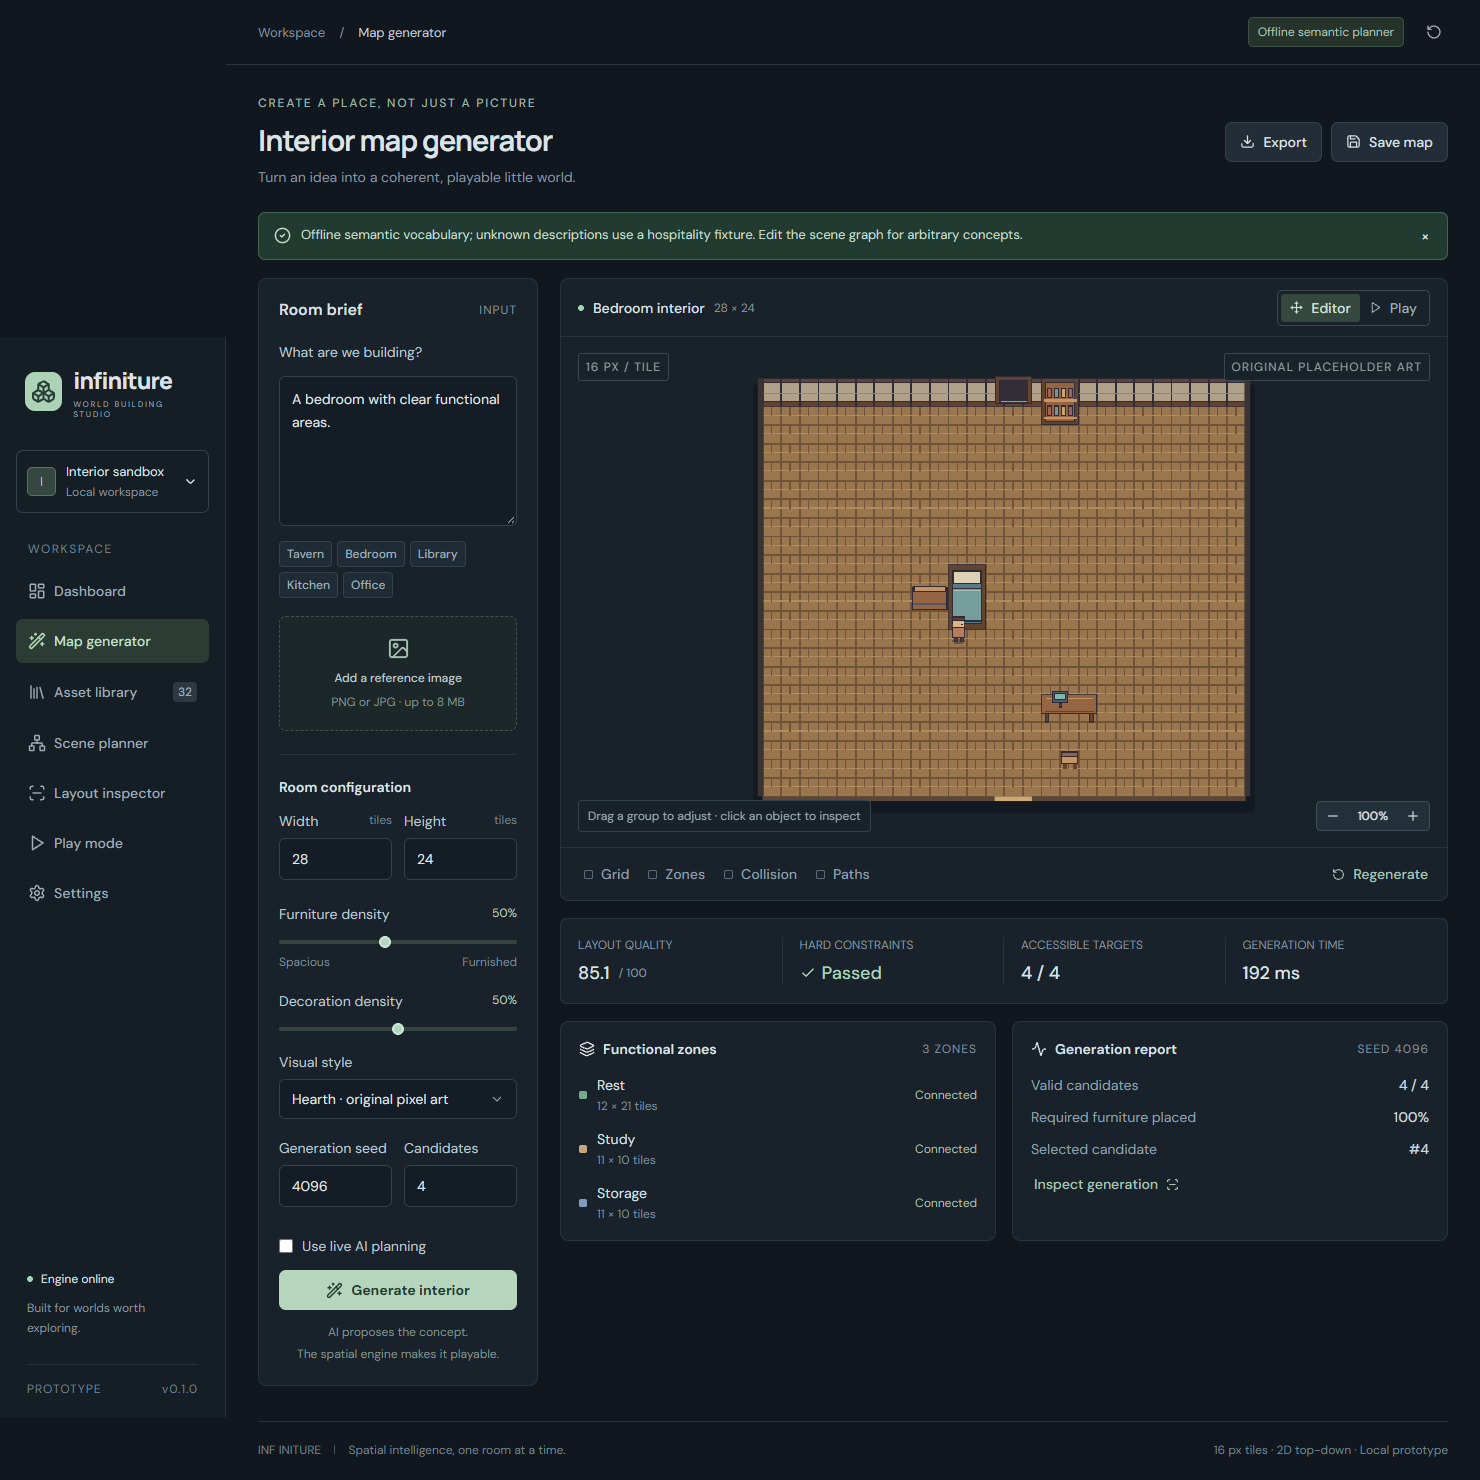 Workspace / Map generator
Offline semantic planner
CREATE A PLACE, NOT JUST A PICTURE
Interior map generator
Turn an idea into a coherent, playable little world.
Export
Save map
Offline semantic vocabulary; unknown descriptions use a hospitality fixture. Edit the scene graph for arbitrary concepts.
×
infiniture
WORLD BUILDING
STUDIO
I
Interior sandbox
Local workspace
WORKSPACE
Dashboard
Map generator
Asset library 32
Scene planner
Layout inspector
Play mode
Settings
Engine online
Built for worlds worth
exploring.
PROTOTYPE v0.1.0
Room brief INPUT
What are we building?
A bedroom with clear functional
areas.
Tavern Bedroom Library
Kitchen Office
Add a reference image
PNG or JPG · up to 8 MB
Room configuration
Width tiles Height tiles
28 24
Furniture density 50%
Spacious Furnished
Decoration density 50%
Visual style
Hearth · original pixel art
Generation seed Candidates
4096 4
Use live AI planning
Generate interior
AI proposes the concept.
The spatial engine makes it playable.
Bedroom interior 28 × 24
Editor Play
16 PX / TILE
ORIGINAL PLACEHOLDER ART
Drag a group to adjust · click an object to inspect
− 100% +
Grid Zones Collision Paths
Regenerate
LAYOUT QUALITY
85.1 / 100
HARD CONSTRAINTS
Passed
ACCESSIBLE TARGETS
4 / 4
GENERATION TIME
192 ms
Functional zones 3 ZONES
Rest
12 × 21 tiles
Connected
Study
11 × 10 tiles
Connected
Storage
11 × 10 tiles
Connected
Generation report SEED 4096
Valid candidates 4 / 4
Required furniture placed 100%
Selected candidate #4
Inspect generation
INF INITURE | Spatial intelligence, one room at a time.
16 px tiles · 2D top-down · Local prototype